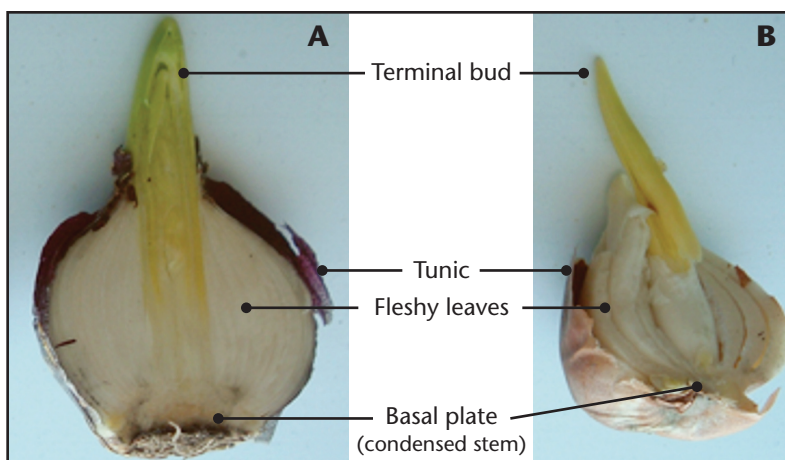 A
B
Terminal bud
Tunic
Fleshy leaves
Basal plate
(condensed stem)